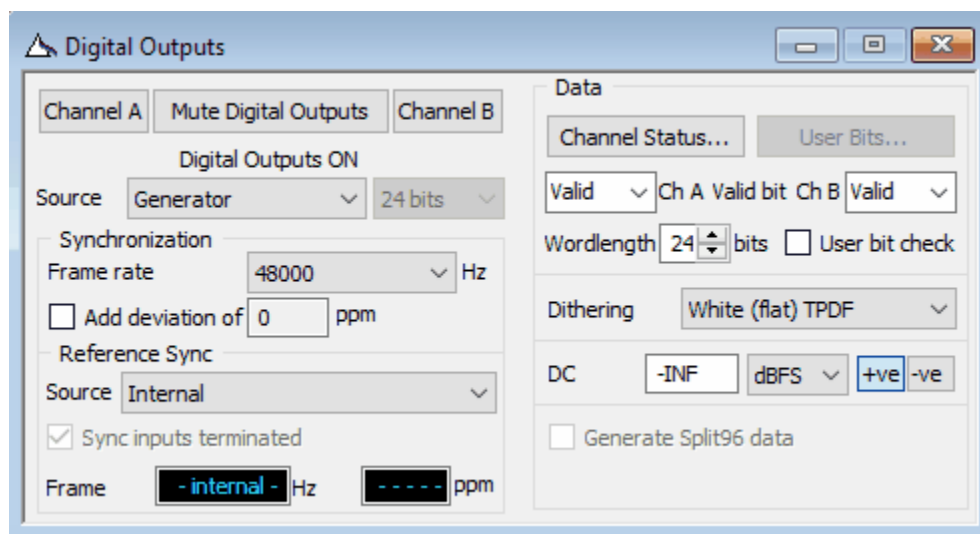 Digital Outputs
Channel A Mute Digital Outputs Channel B
Digital Outputs ON
Source Generator 24 bits
Synchronization
Frame rate 48000 Hz
Add deviation of 0 ppm
Reference Sync
Source Internal
Sync inputs terminated
Frame - internal - Hz - - - - - ppm
Data
Channel Status... User Bits...
Valid Ch A Valid bit Ch B Valid
Wordlength 24 bits User bit check
Dithering White (flat) TPDF
DC -INF dBFS +ve -ve
Generate Split96 data